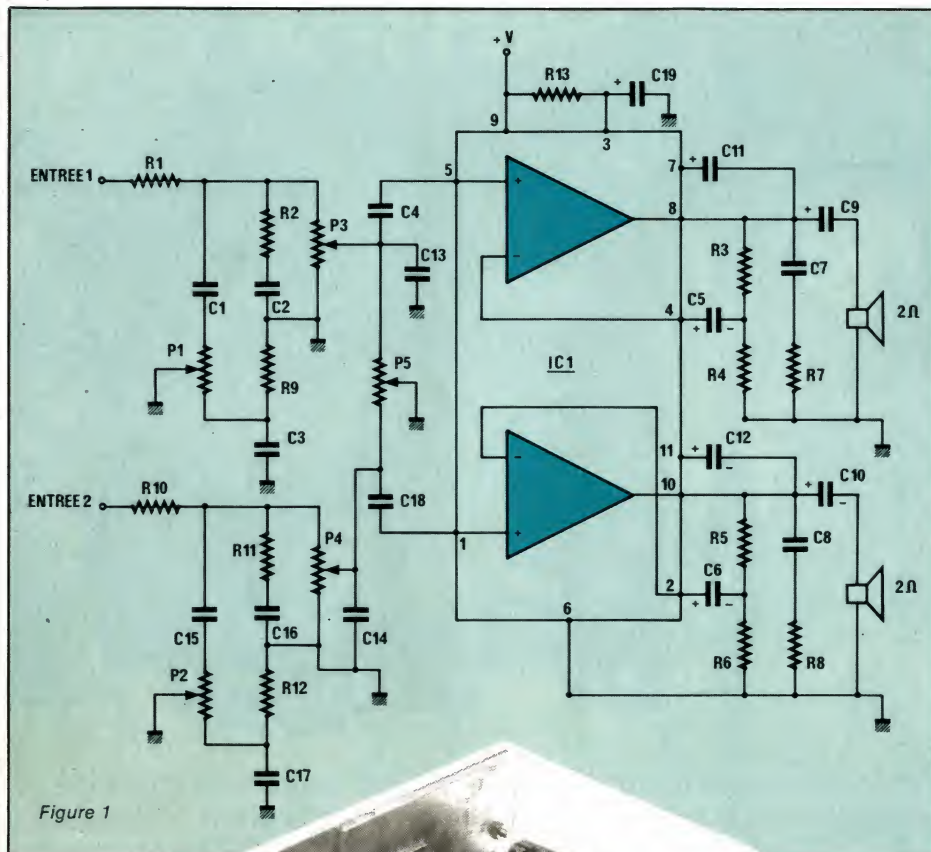 + V
R13
C19
9
3
ENTREE 1
R1
R2
P3
C4
5
7
C11
8
C9
C13
R3
C7
C1
C2
4
C5
2Ω
P1
R9
P5
IC1
R4
R7
C3
ENTREE 2
R10
R11
P4
C18
11
C12
10
C10
1
R5
C8
C15
C16
C14
2
C6
2Ω
6
R6
R8
P2
R12
C17
Figure 1